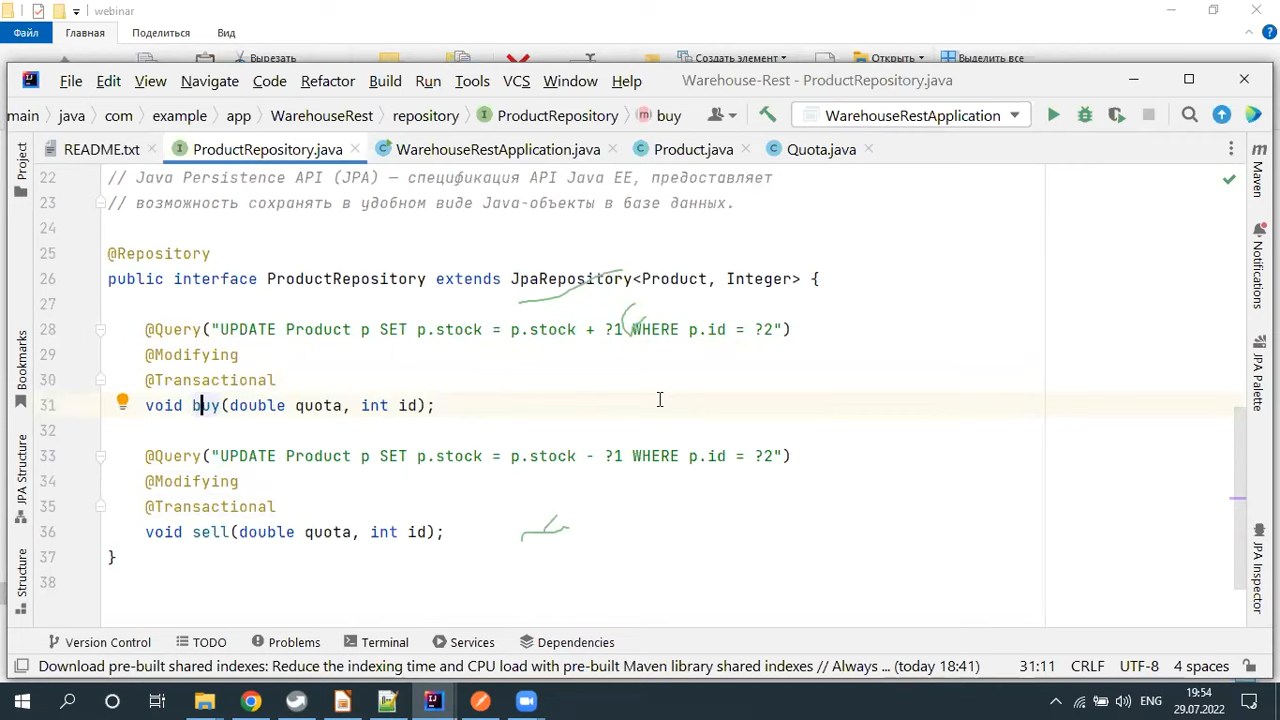 webinar
Файл Главная Поделиться Вид
Вырезать Создать элемент Открыть Выделить все
File Edit View Navigate Code Refactor Build Run Tools VCS Window Help Warehouse-Rest - ProductRepository.java
main java com example app WarehouseRest repository ProductRepository buy WarehouseRestApplication
README.txt ProductRepository.java WarehouseRestApplication.java Product.java Quota.java
Project
Bookmarks
JPA Structure
Structure
22 // Java Persistence API (JPA) — спецификация API Java EE, предоставляет
23 // возможность сохранять в удобном виде Java-объекты в базе данных.
24
25 @Repository
26 public interface ProductRepository extends JpaRepository<Product, Integer> {
27
28 @Query("UPDATE Product p SET p.stock = p.stock + ?1 WHERE p.id = ?2")
29 @Modifying
30 @Transactional
31 void buy(double quota, int id);
32
33 @Query("UPDATE Product p SET p.stock = p.stock - ?1 WHERE p.id = ?2")
34 @Modifying
35 @Transactional
36 void sell(double quota, int id);
37 }
38
Maven
Notifications
JPA Palette
JPA Inspector
Version Control TODO Problems Terminal Services Dependencies
Download pre-built shared indexes: Reduce the indexing time and CPU load with pre-built Maven library shared indexes // Always ... (today 18:41) 31:11 CRLF UTF-8 4 spaces
ENG 19:54
29.07.2022